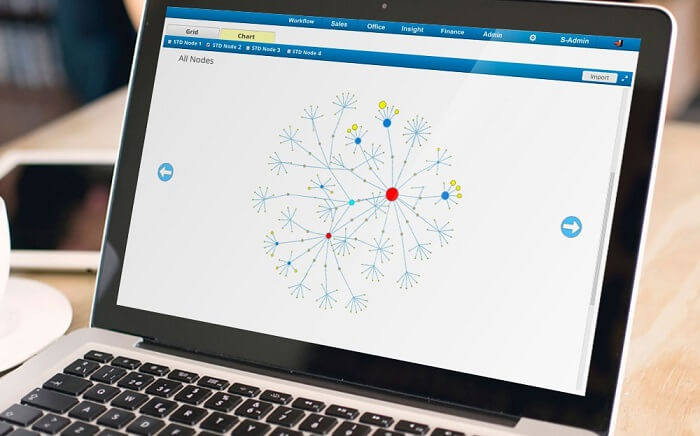 Workflow Sales Office Insight Finance Admin S-Admin
Grid Chart
STD Node 1 STD Node 2 STD Node 3 STD Node 4
Import
All Nodes